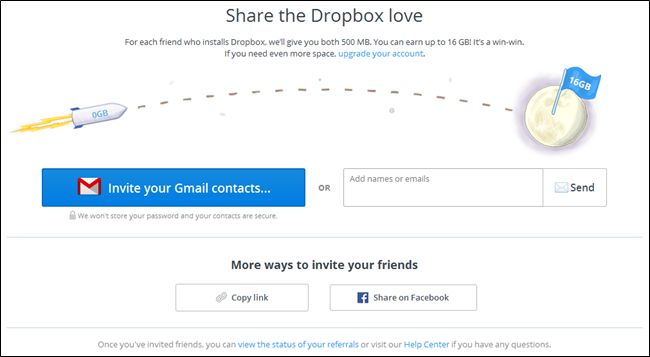 Share the Dropbox love
For each friend who installs Dropbox, we'll give you both 500 MB. You can earn up to 16 GB! It's a win-win.
If you need even more space, upgrade your account.
0GB
16GB
Invite your Gmail contacts...
OR
Add names or emails
Send
We won't store your password and your contacts are secure.
More ways to invite your friends
Copy link
Share on Facebook
Once you've invited friends, you can view the status of your referrals or visit our Help Center if you have any questions.